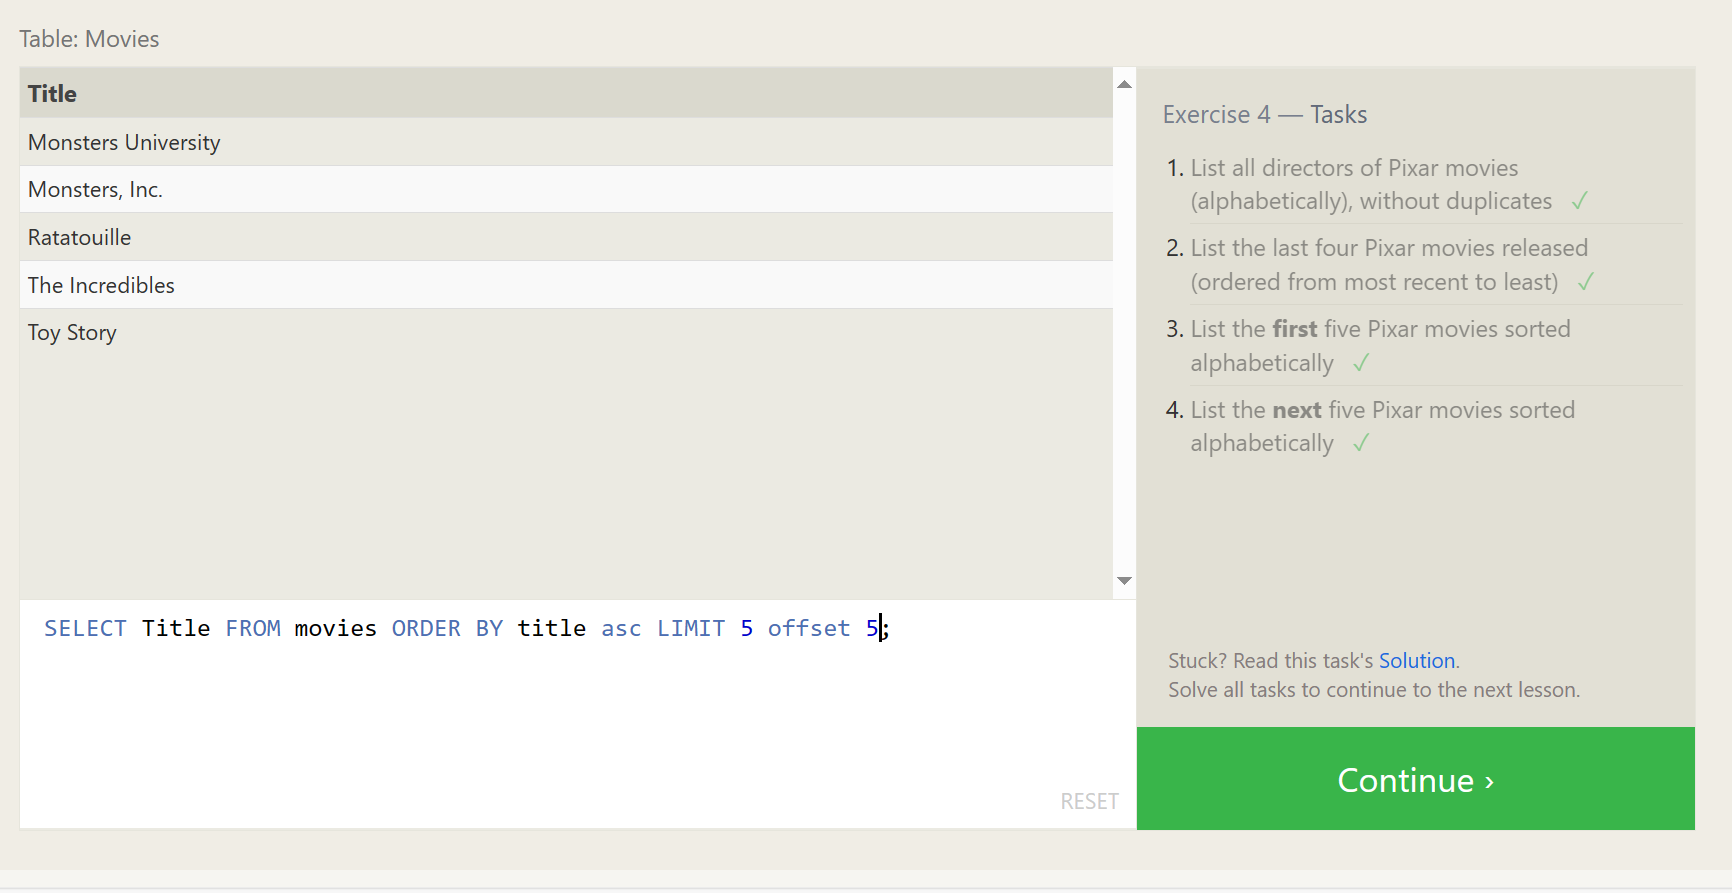 Table: Movies
Title
Monsters University
Monsters, Inc.
Ratatouille
The Incredibles
Toy Story
SELECT Title FROM movies ORDER BY title asc LIMIT 5 offset 5;
RESET
Exercise 4 — Tasks
1. List all directors of Pixar movies
(alphabetically), without duplicates ✓
2. List the last four Pixar movies released
(ordered from most recent to least) ✓
3. List the first five Pixar movies sorted
alphabetically ✓
4. List the next five Pixar movies sorted
alphabetically ✓
Stuck? Read this task's Solution.
Solve all tasks to continue to the next lesson.
Continue ›